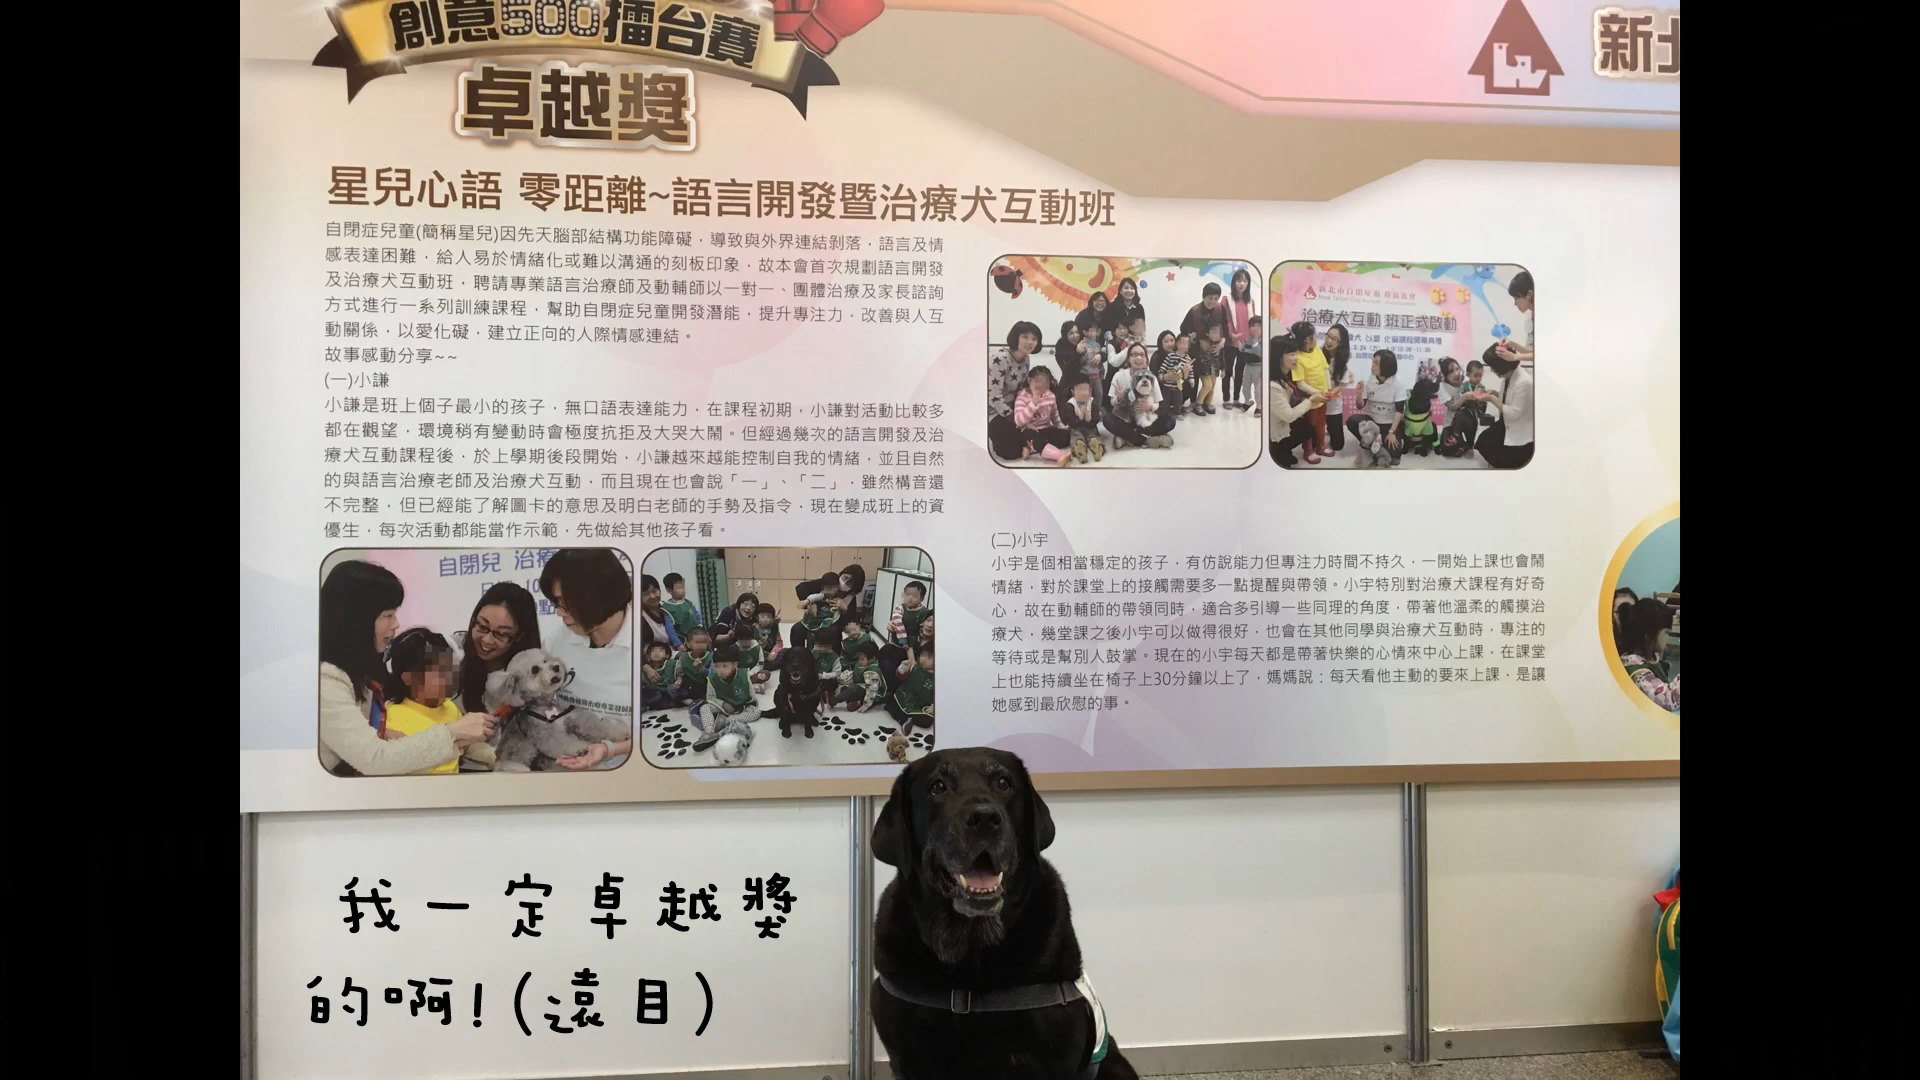 創意500擂台賽
卓越獎
星兒心語 零距離~語言開發暨治療犬互動班
自閉症兒童(簡稱星兒)因先天腦部結構功能障礙，導致與外界連結剝落，語言及情
感表達困難，給人易於情緒化或難以溝通的刻板印象，故本會首次規劃語言開發
及治療犬互動班，聘請專業語言治療師及動輔師以一對一、團體治療及家長諮詢
方式進行一系列訓練課程，幫助自閉症兒童開發潛能，提升專注力，改善與人互
動關係，以愛化礙，建立正向的人際情感連結。
故事感動分享~~
(一)小謙
小謙是班上個子最小的孩子，無口語表達能力，在課程初期，小謙對活動比較多
都在觀望，環境稍有變動時會極度抗拒及大哭大鬧。但經過幾次的語言開發及治
療犬互動課程後，於上學期後段開始，小謙越來越能控制自我的情緒，並且自然
的與語言治療老師及治療犬互動，而且現在也會說「一」、「二」，雖然構音還
不完整，但已經能了解圖卡的意思及明白老師的手勢及指令，現在變成班上的資
優生，每次活動都能當作示範，先做給其他孩子看。
自閉兒 治療
新北
新北市自閉症服務協進會
治療犬互動 班正式啟動
(二)小宇
小宇是個相當穩定的孩子，有仿說能力但專注力時間不持久，一開始上課也會鬧
情緒，對於課堂上的接觸需要多一點提醒與帶領。小宇特別對治療犬課程有好奇
心，故在動輔師的帶領同時，適合多引導一些同理的角度，帶著他溫柔的觸摸治
療犬，幾堂課之後小宇可以做得很好，也會在其他同學與治療犬互動時，專注的
等待或是幫別人鼓掌。現在的小宇每天都是帶著快樂的心情來中心上課，在課堂
上也能持續坐在椅子上30分鐘以上了，媽媽說：每天看他主動的要來上課，是讓
她感到最欣慰的事。
我一定卓越獎
的啊!(遠目)